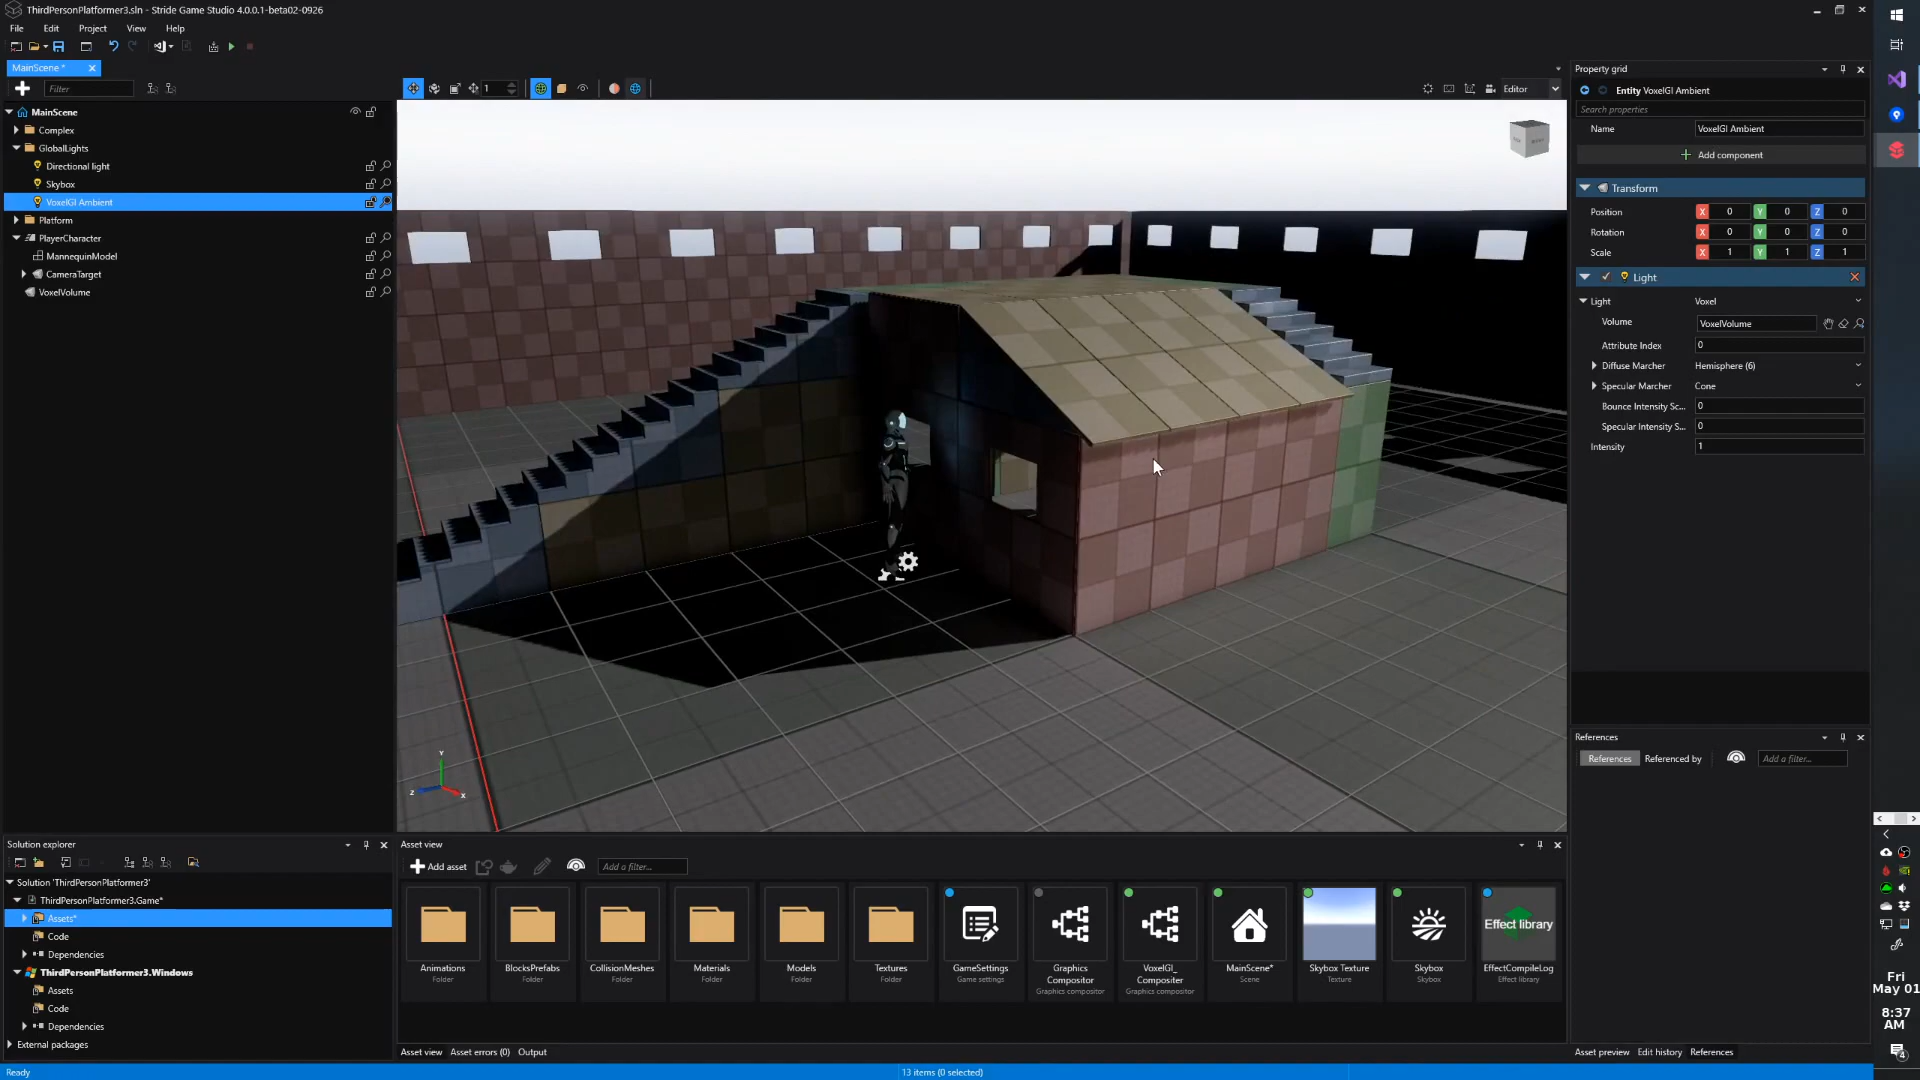 ThirdPersonPlatformer3.sln - Stride Game Studio 4.0.0.1-beta02-0926
File Edit Project View Help
MainScene *
Filter
1
Editor
MainScene
Complex
GlobalLights
Directional light
Skybox
VoxelGI Ambient
Platform
PlayerCharacter
MannequinModel
CameraTarget
VoxelVolume
Y
Z
X
Property grid
Entity VoxelGI Ambient
Search properties
Name VoxelGI Ambient
Add component
Transform
Position X 0 Y 0 Z 0
Rotation X 0 Y 0 Z 0
Scale X 1 Y 1 Z 1
Light
Light Voxel
Volume VoxelVolume
Attribute Index 0
Diffuse Marcher Hemisphere (6)
Specular Marcher Cone
Bounce Intensity Sc... 0
Specular Intensity S... 0
Intensity 1
References
References Referenced by Add a filter...
Asset preview Edit history References
Solution explorer
Solution 'ThirdPersonPlatformer3'
ThirdPersonPlatformer3.Game*
Assets*
Code
Dependencies
ThirdPersonPlatformer3.Windows
Assets
Code
Dependencies
External packages
Asset view
Add asset
Add a filter...
Animations
Folder
BlocksPrefabs
Folder
CollisionMeshes
Folder
Materials
Folder
Models
Folder
Textures
Folder
GameSettings
Game settings
Graphics
Compositor
Graphics compositor
VoxelGI_
Compositer
Graphics compositor
MainScene*
Scene
Skybox Texture
Texture
Skybox
Skybox
Effect library
EffectCompileLog
Effect library
Asset view Asset errors (0) Output
Ready
13 items (0 selected)
Fri
May 01
8:37
AM
4